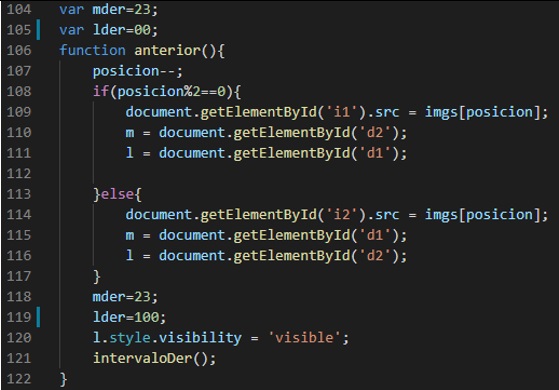 104 var mder=23;
105 var lder=00;
106 function anterior(){
107     posicion--;
108     if(posicion%2==0){
109         document.getElementById('i1').src = imgs[posicion];
110         m = document.getElementById('d2');
111         l = document.getElementById('d1');
112
113     }else{
114         document.getElementById('i2').src = imgs[posicion];
115         m = document.getElementById('d1');
116         l = document.getElementById('d2');
117     }
118     mder=23;
119     lder=100;
120     l.style.visibility = 'visible';
121     intervaloDer();
122 }